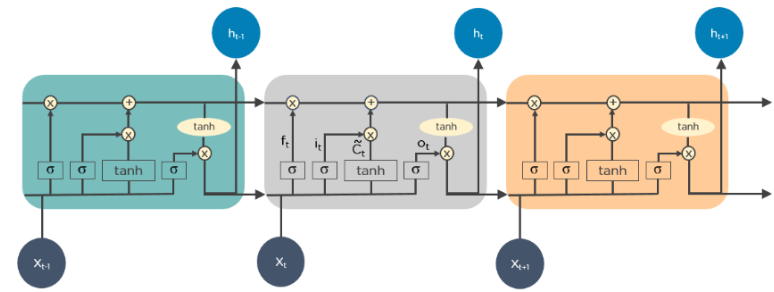 h_{t-1} h_t h_{t+1}
x + x + x +
tanh tanh tanh
f_t i_t x C̃_t o_t
x x x x x
σ σ tanh σ σ σ tanh σ σ σ tanh σ
X_{t-1} X_t X_{t+1}